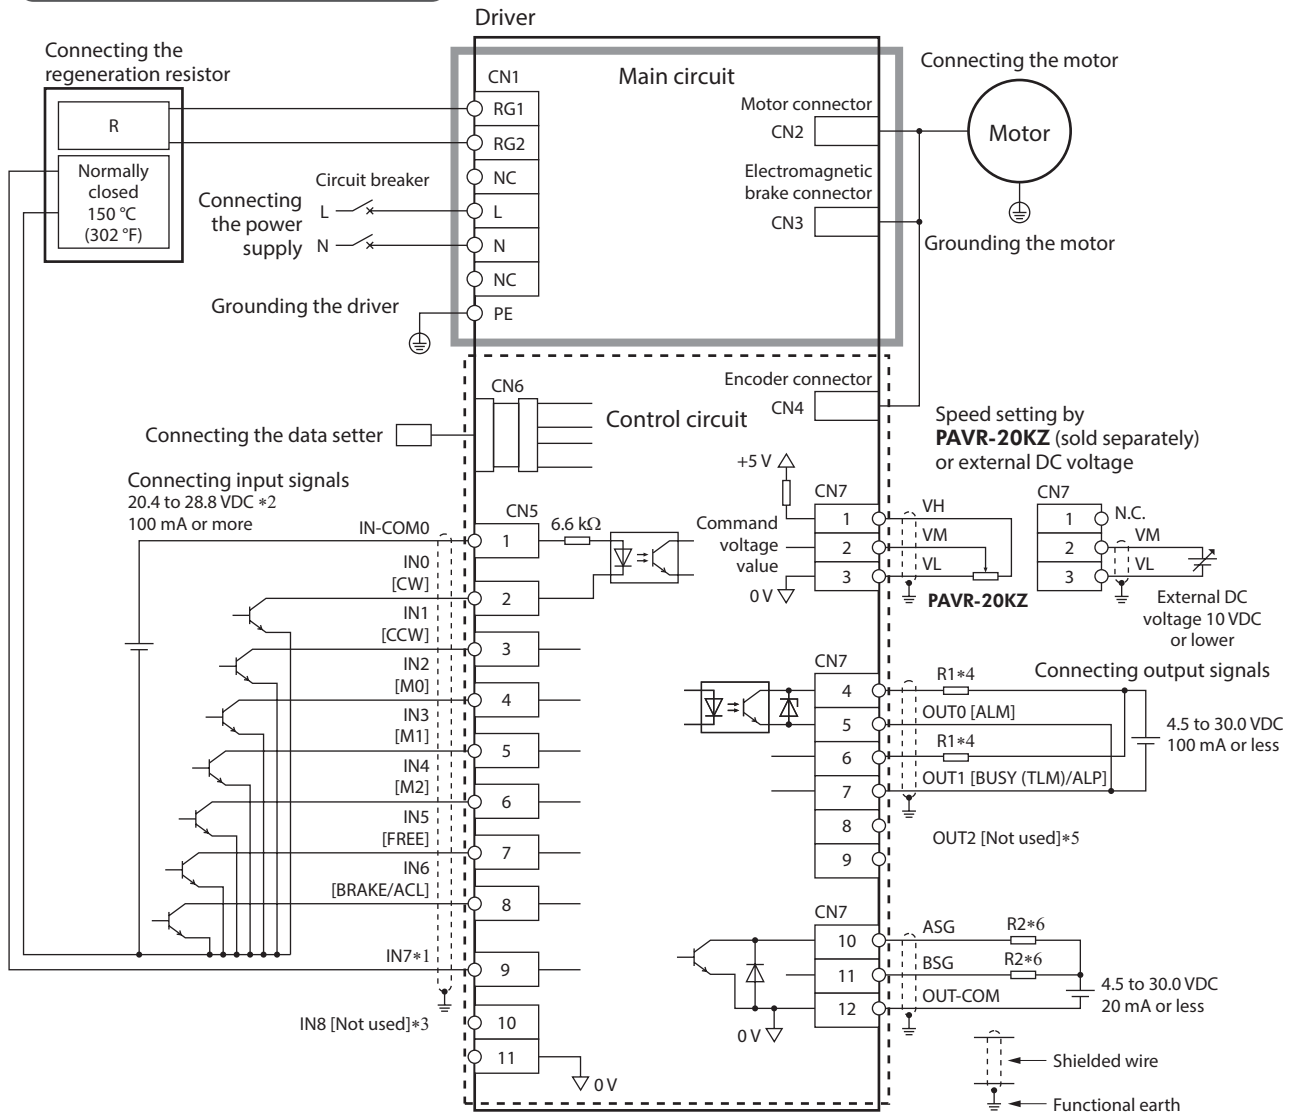 Driver
Connecting the
regeneration resistor
R
Normally
closed
150 °C
(302 °F)
CN1
RG1
RG2
NC
L
N
NC
PE
Circuit breaker
Connecting
the power
supply
L
N
Grounding the driver
Main circuit
Motor connector
CN2
Electromagnetic
brake connector
CN3
Connecting the motor
Motor
Grounding the motor
CN6
Connecting the data setter
Control circuit
Encoder connector
CN4
Speed setting by
PAVR-20KZ (sold separately)
or external DC voltage
+5 V
Command
voltage
value
0 V
CN7
1
2
3
VH
VM
VL
PAVR-20KZ
CN7
1
2
3
N.C.
VM
VL
External DC
voltage 10 VDC
or lower
Connecting input signals
20.4 to 28.8 VDC *2
100 mA or more
CN5
6.6 kΩ
IN-COM0
1
IN0
[CW]
2
IN1
[CCW]
3
IN2
[M0]
4
IN3
[M1]
5
IN4
[M2]
6
IN5
[FREE]
7
IN6
[BRAKE/ACL]
8
IN7*1
9
IN8 [Not used]*3
10
11
0 V
CN7
4
5
6
7
8
9
Connecting output signals
R1*4
OUT0 [ALM]
R1*4
OUT1 [BUSY (TLM)/ALP]
4.5 to 30.0 VDC
100 mA or less
OUT2 [Not used]*5
CN7
10
11
12
0 V
ASG
R2*6
BSG
R2*6
OUT-COM
4.5 to 30.0 VDC
20 mA or less
Shielded wire
Functional earth